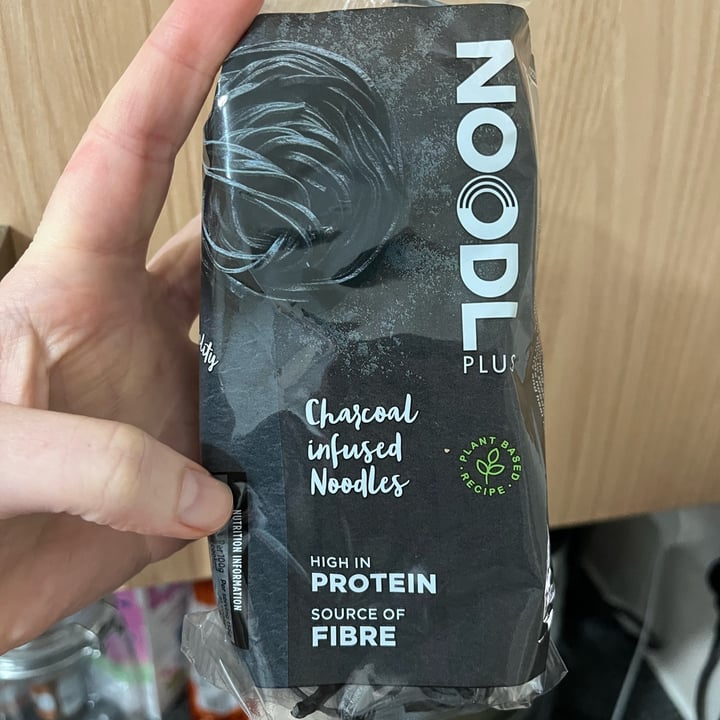 NOODL
PLUS
Charcoal
infused
Noodles
PLANT BASED
RECIPE
HIGH IN
PROTEIN
SOURCE OF
FIBRE
NUTRITION INFORMATION